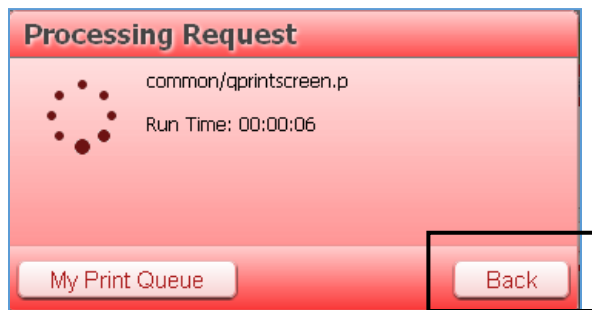 Processing Request
common/qprintscreen.p
Run Time: 00:00:06
My Print Queue
Back